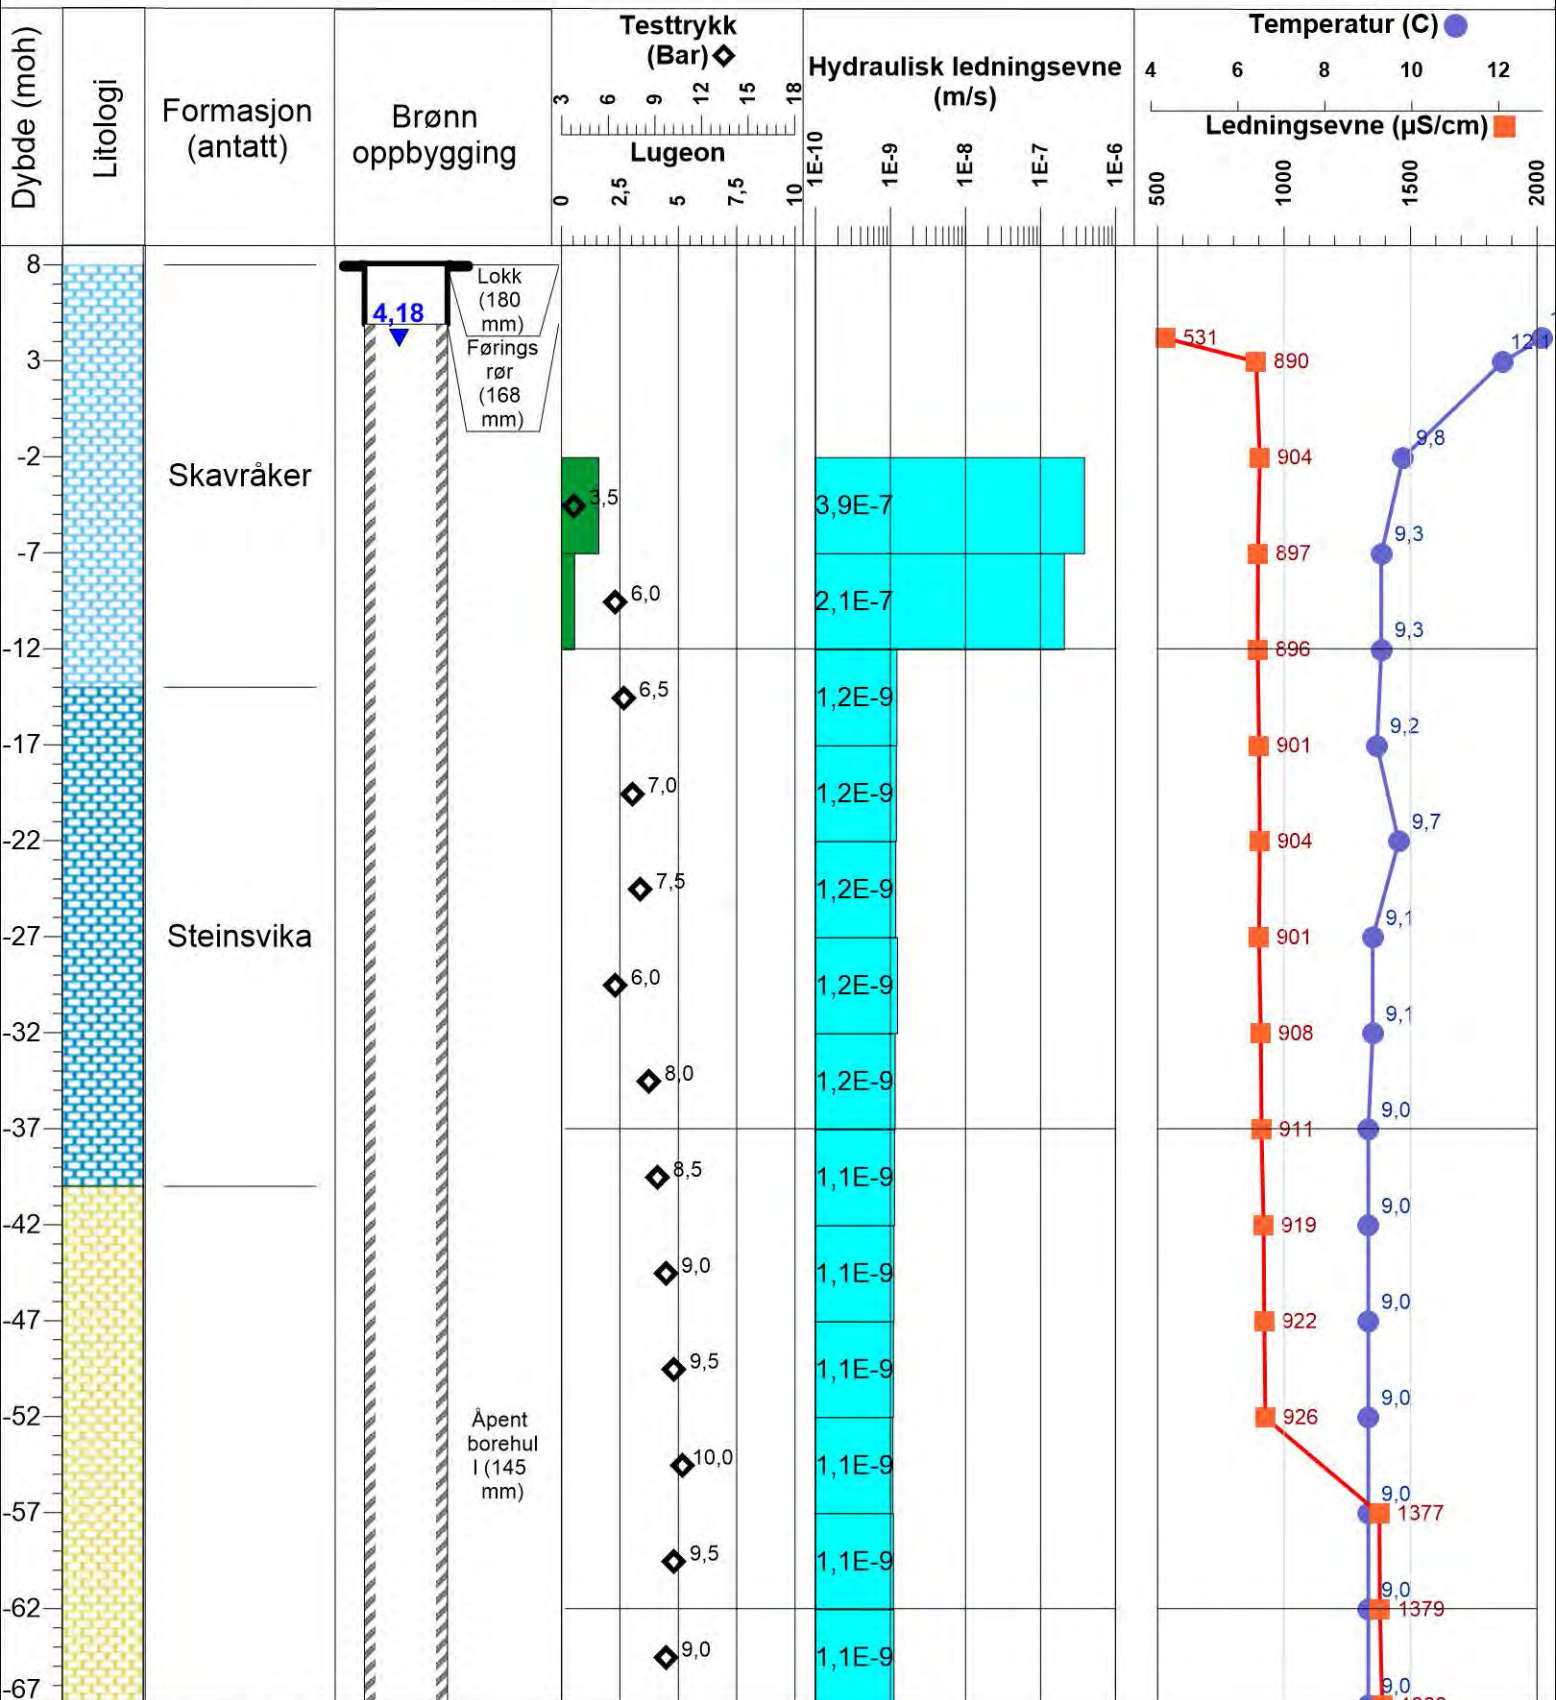 Dybde (moh)
Litologi
Formasjon
(antatt)
Brønn
oppbygging
Testtrykk
(Bar)
3 6 9 12 15 18
Lugeon
0 2,5 5 7,5 10
Hydraulisk ledningsevne
(m/s)
1E-10 1E-9 1E-8 1E-7 1E-6
Temperatur (C)
4 6 8 10 12
Ledningsevne (µS/cm)
500 1000 1500 2000
8
Lokk
(180
mm)
4,18
531
3
Førings
rør
(168
mm)
890
12,1
-2
904
9,8
Skavråker
3,5
3,9E-7
-7
897
9,3
6,0
2,1E-7
-12
896
9,3
6,5
1,2E-9
-17
901
9,2
7,0
1,2E-9
-22
904
9,7
7,5
1,2E-9
-27
Steinsvika
901
9,1
6,0
1,2E-9
-32
908
9,1
8,0
1,2E-9
-37
911
9,0
8,5
1,1E-9
-42
919
9,0
9,0
1,1E-9
-47
922
9,0
9,5
1,1E-9
-52
926
9,0
Åpent
borehul
l (145
mm)
10,0
1,1E-9
-57
9,0
1377
9,5
1,1E-9
-62
9,0
1379
9,0
1,1E-9
-67
9,0